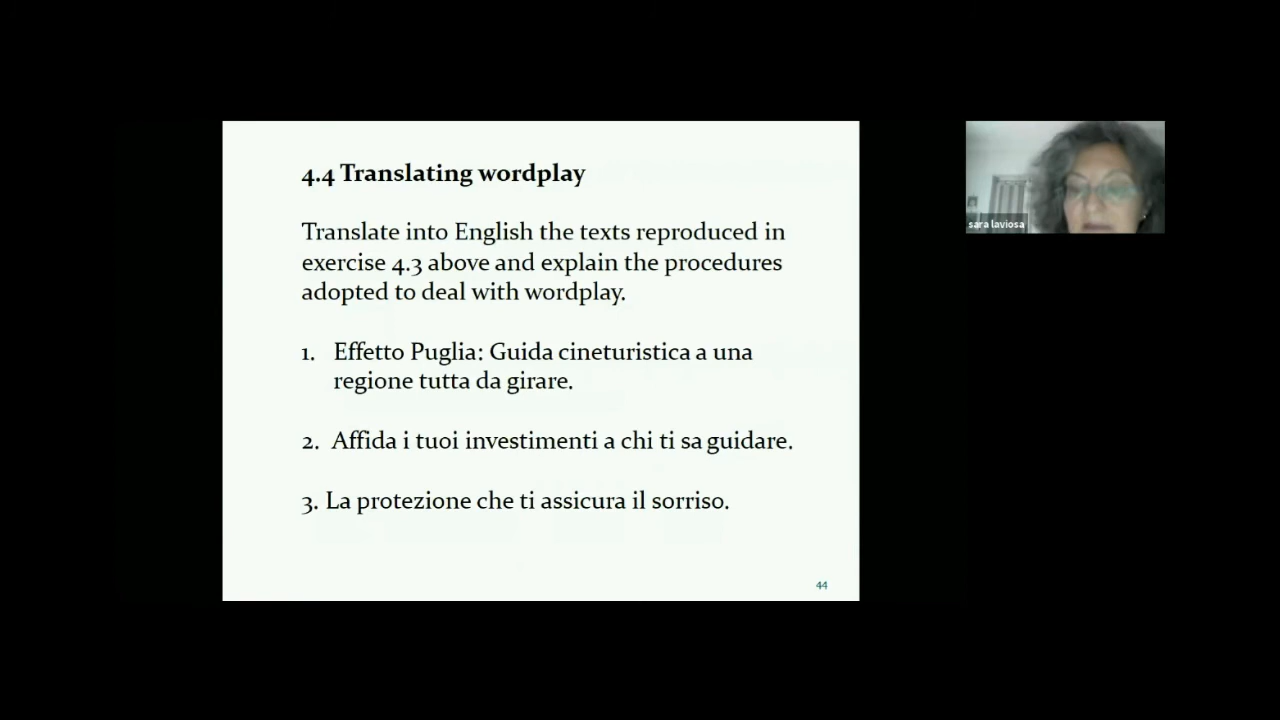 4.4 Translating wordplay
Translate into English the texts reproduced in
exercise 4.3 above and explain the procedures
adopted to deal with wordplay.
1. Effetto Puglia: Guida cineturistica a una
regione tutta da girare.
2. Affida i tuoi investimenti a chi ti sa guidare.
3. La protezione che ti assicura il sorriso.
44
sara laviosa